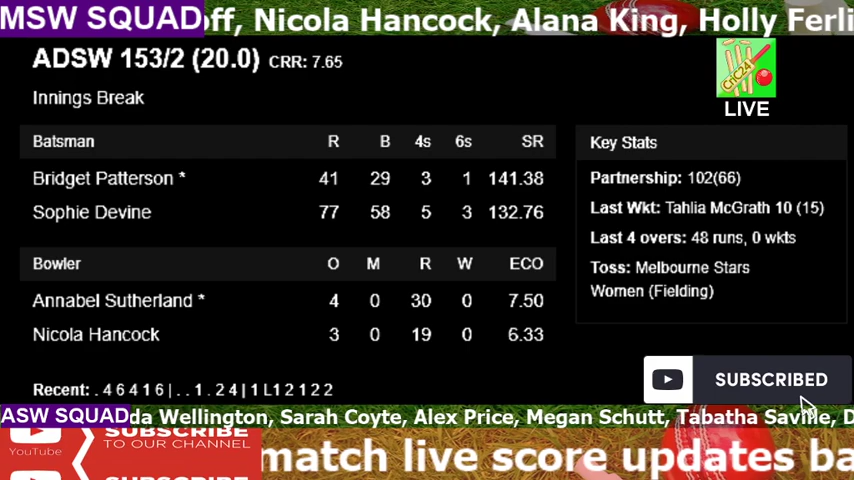 MSW SQUAD off, Nicola Hancock, Alana King, Holly Ferli
ADSW 153/2 (20.0) CRR: 7.65
Cric24
LIVE
Innings Break
Batsman R B 4s 6s SR
Bridget Patterson * 41 29 3 1 141.38
Sophie Devine 77 58 5 3 132.76
Bowler O M R W ECO
Annabel Sutherland * 4 0 30 0 7.50
Nicola Hancock 3 0 19 0 6.33
Key Stats
Partnership: 102(66)
Last Wkt: Tahlia McGrath 10 (15)
Last 4 overs: 48 runs, 0 wkts
Toss: Melbourne Stars
Women (Fielding)
Recent: . 4 6 4 1 6 | . . 1 . 2 4 | 1 L1 2 1 2 2
SUBSCRIBED
ASW SQUAD da Wellington, Sarah Coyte, Alex Price, Megan Schutt, Tabatha Saville, D
YouTube
SUBSCRIBE
TO OUR CHANNEL
SUBSCRIBE
match live score updates ba